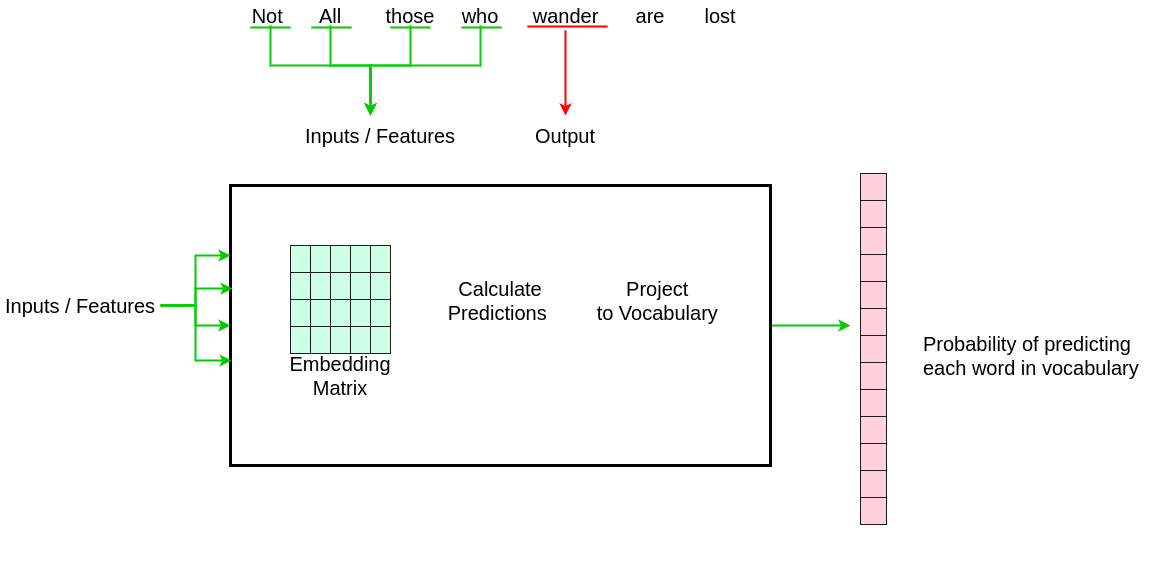 Not All those who wander are lost
Inputs / Features
Output
Inputs / Features
Embedding
Matrix
Calculate
Predictions
Project
to Vocabulary
Probability of predicting
each word in vocabulary